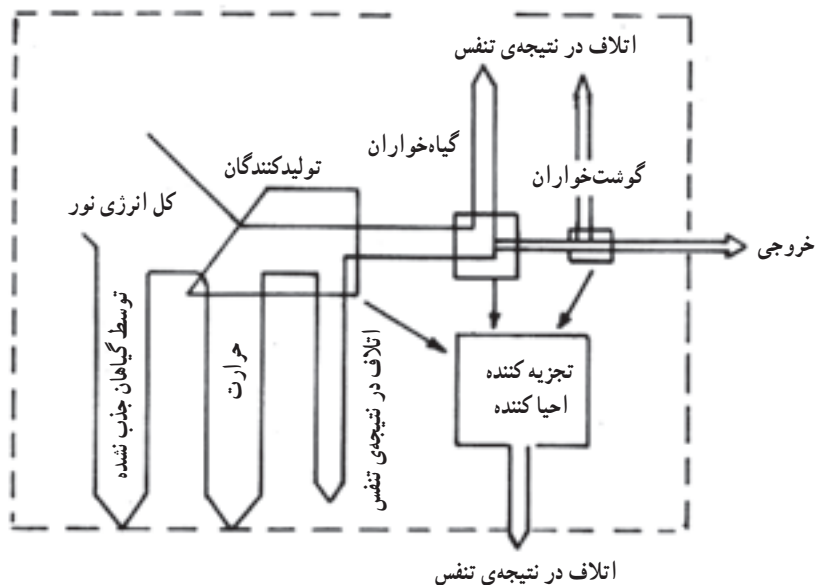 اتلاف در نتیجه‌ی تنفس
گیاه‌خواران
تولیدکنندگان
گوشت‌خواران
کل انرژی نور
خروجی
توسط گیاهان جذب نشده
حرارت
اتلاف در نتیجه‌ی تنفس
تجزیه کننده
احیا کننده
اتلاف در نتیجه‌ی تنفس